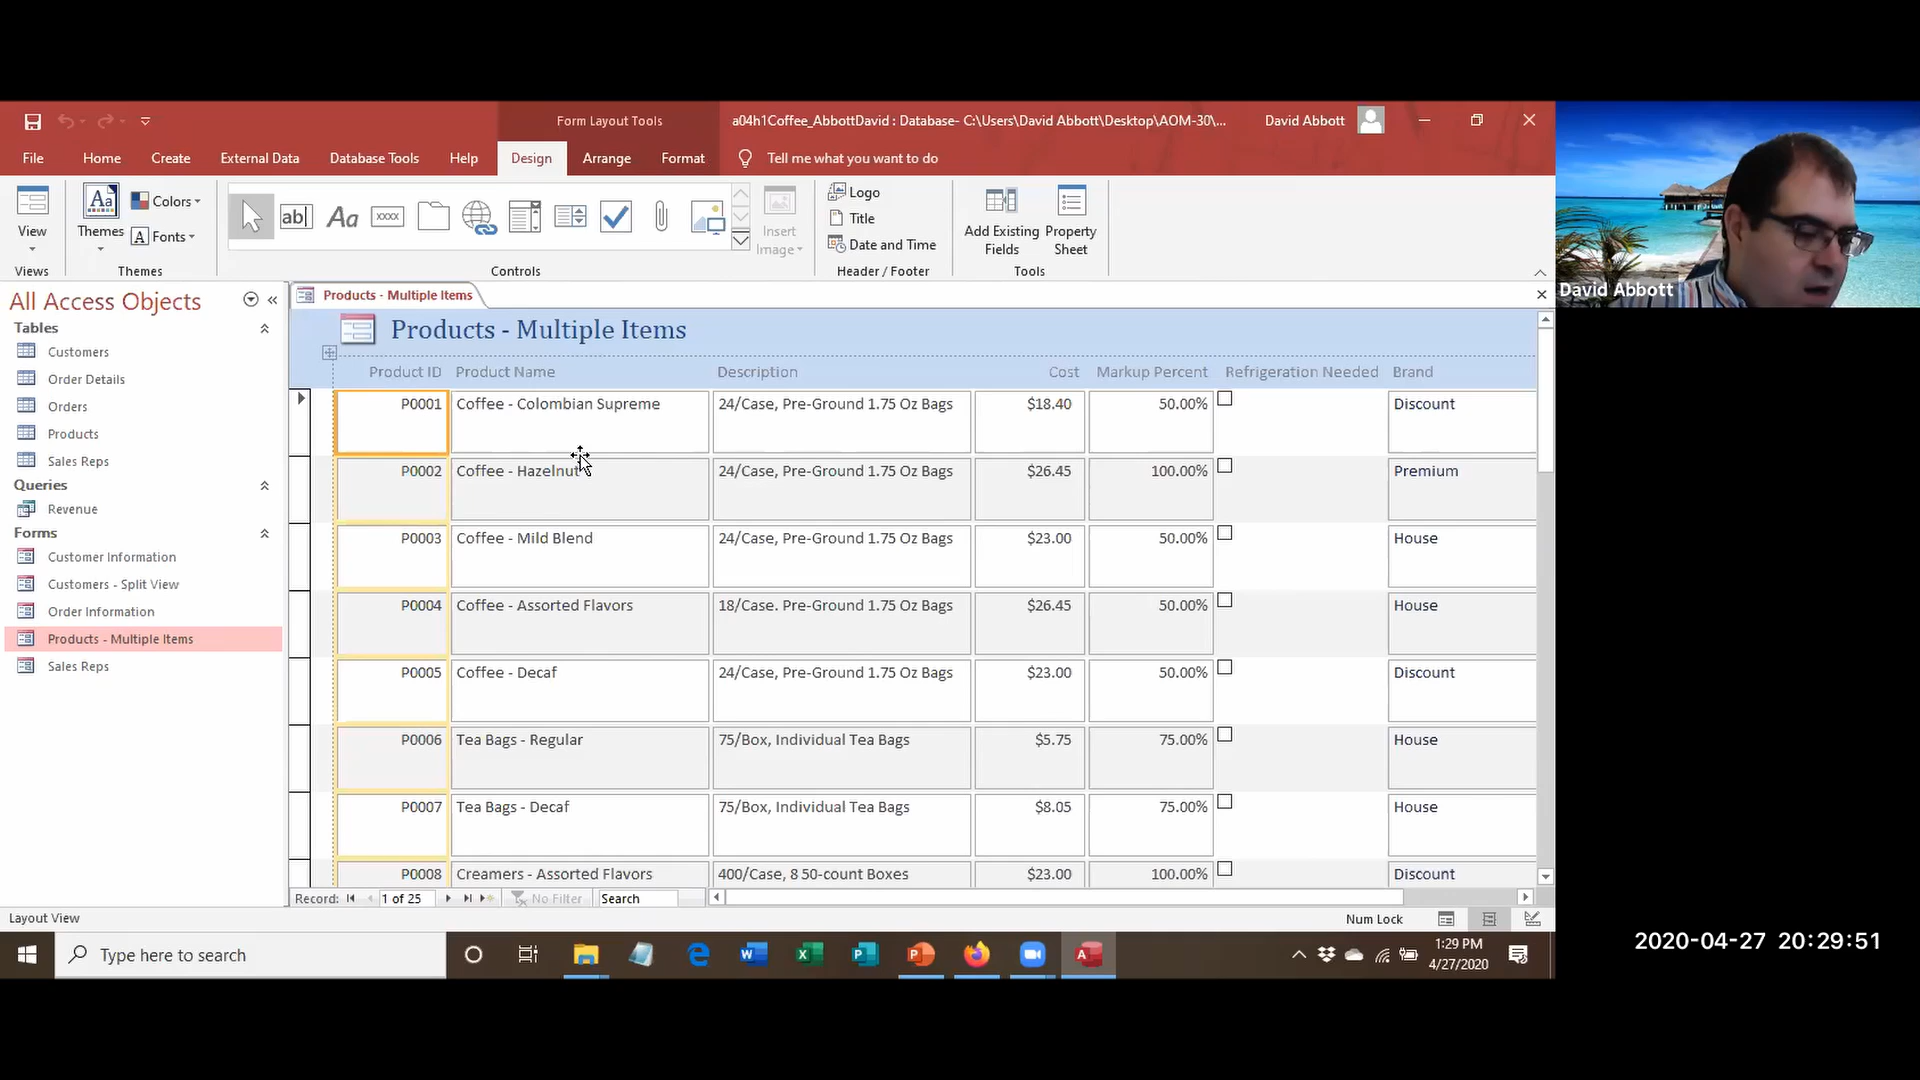 Form Layout Tools
a04h1Coffee_AbbottDavid : Database- C:\Users\David Abbott\Desktop\AOM-30\...
David Abbott
File Home Create External Data Database Tools Help Design Arrange Format Tell me what you want to do
View
Views
Aa
Themes
Colors
Fonts
Themes
ab|
Aa
xxxx
Controls
Insert
Image
Logo
Title
Date and Time
Header / Footer
Add Existing
Fields
Property
Sheet
Tools
David Abbott
All Access Objects
Tables
Customers
Order Details
Orders
Products
Sales Reps
Queries
Revenue
Forms
Customer Information
Customers - Split View
Order Information
Products - Multiple Items
Sales Reps
Products - Multiple Items
Products - Multiple Items
Product ID Product Name Description Cost Markup Percent Refrigeration Needed Brand
P0001 Coffee - Colombian Supreme 24/Case, Pre-Ground 1.75 Oz Bags $18.40 50.00% Discount
P0002 Coffee - Hazelnut 24/Case, Pre-Ground 1.75 Oz Bags $26.45 100.00% Premium
P0003 Coffee - Mild Blend 24/Case, Pre-Ground 1.75 Oz Bags $23.00 50.00% House
P0004 Coffee - Assorted Flavors 18/Case. Pre-Ground 1.75 Oz Bags $26.45 50.00% House
P0005 Coffee - Decaf 24/Case, Pre-Ground 1.75 Oz Bags $23.00 50.00% Discount
P0006 Tea Bags - Regular 75/Box, Individual Tea Bags $5.75 75.00% House
P0007 Tea Bags - Decaf 75/Box, Individual Tea Bags $8.05 75.00% House
P0008 Creamers - Assorted Flavors 400/Case, 8 50-count Boxes $23.00 100.00% Discount
Record: 1 of 25 No Filter Search
Layout View
Num Lock
Type here to search
1:29 PM
4/27/2020
2020-04-27 20:29:51